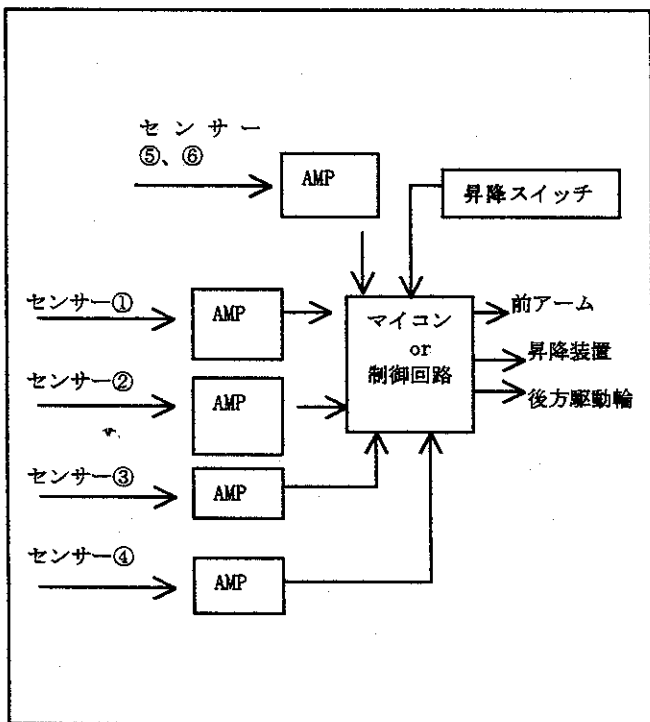 センサー
⑤、⑥
AMP
昇降スイッチ
センサー①
AMP
マイコン
or
制御回路
前アーム
昇降装置
後方駆動輪
センサー②
AMP
センサー③
AMP
センサー④
AMP